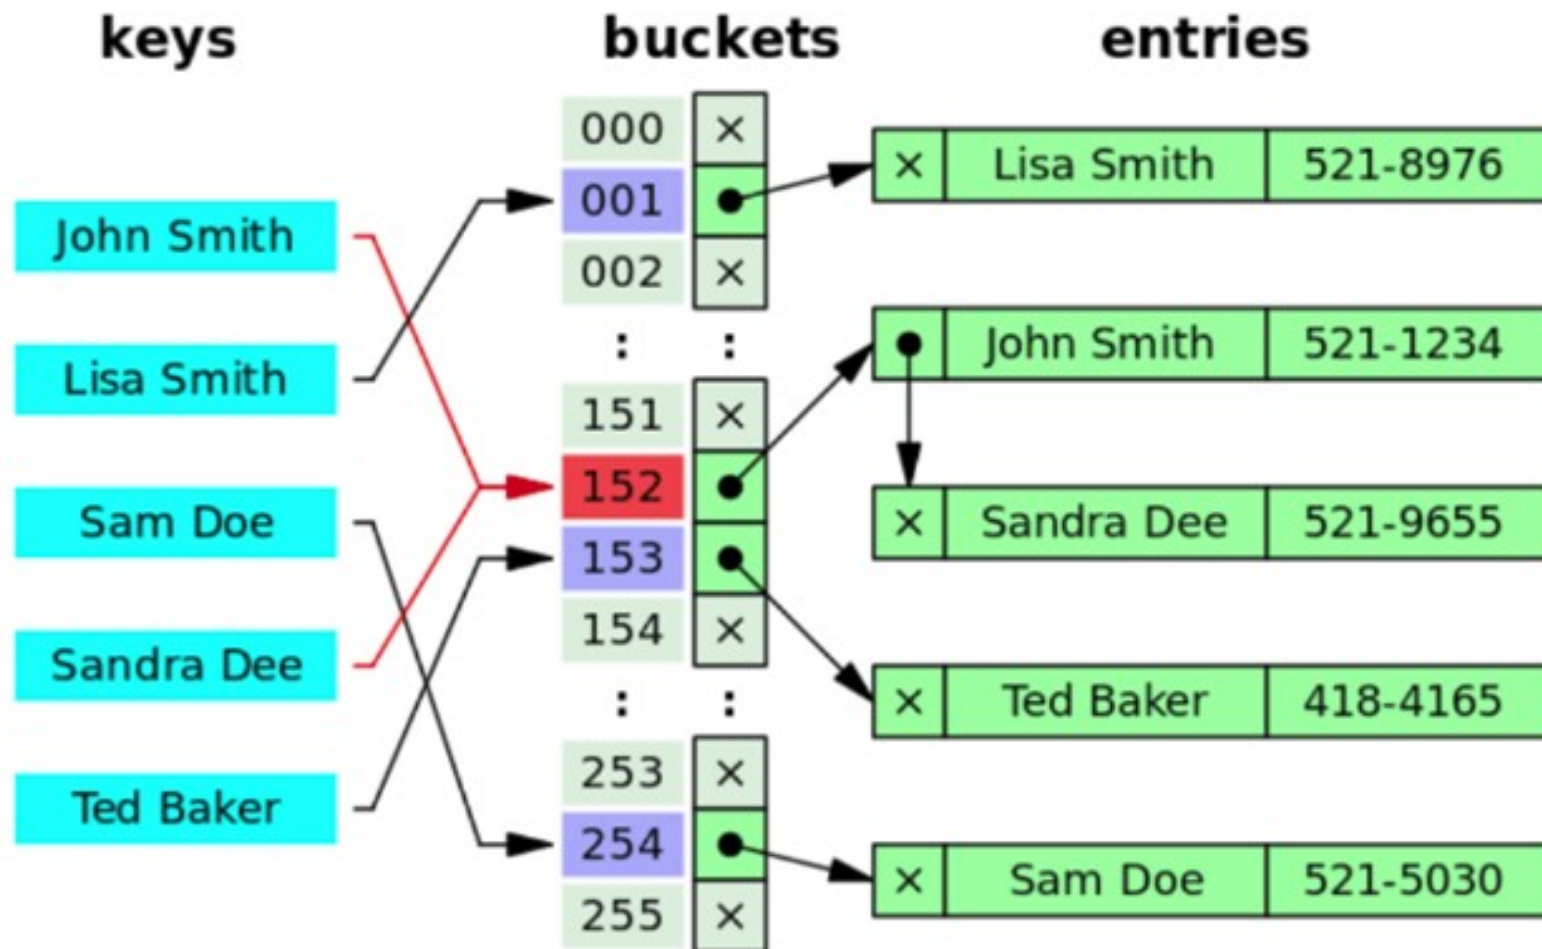 keys
buckets
entries
John Smith
Lisa Smith
Sam Doe
Sandra Dee
Ted Baker
000 ×
001
002 ×
: :
151 ×
152
153
154 ×
: :
253 ×
254
255 ×
× Lisa Smith 521-8976
John Smith 521-1234
× Sandra Dee 521-9655
× Ted Baker 418-4165
× Sam Doe 521-5030